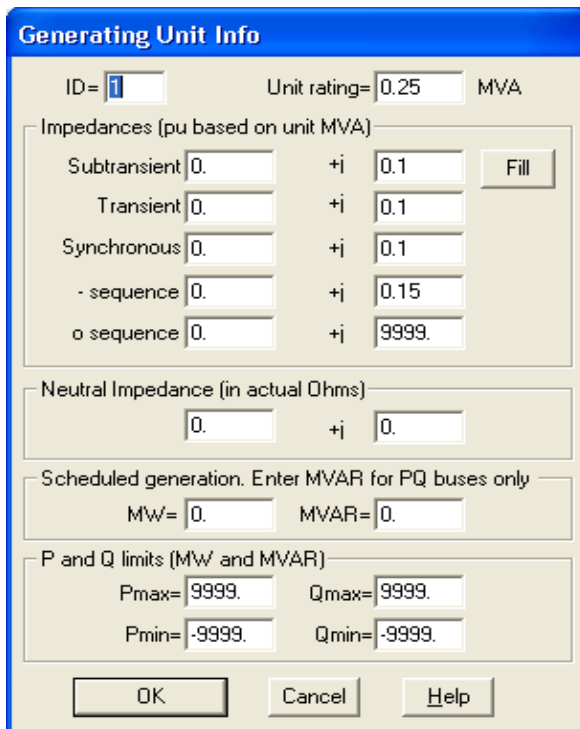 Generating Unit Info
ID= 1 Unit rating= 0.25 MVA
Impedances (pu based on unit MVA)
Subtransient 0. +j 0.1 Fill
Transient 0. +j 0.1
Synchronous 0. +j 0.1
- sequence 0. +j 0.15
o sequence 0. +j 9999.
Neutral Impedance (in actual Ohms)
0. +j 0.
Scheduled generation. Enter MVAR for PQ buses only
MW= 0. MVAR= 0.
P and Q limits (MW and MVAR)
Pmax= 9999. Qmax= 9999.
Pmin= -9999. Qmin= -9999.
OK Cancel Help